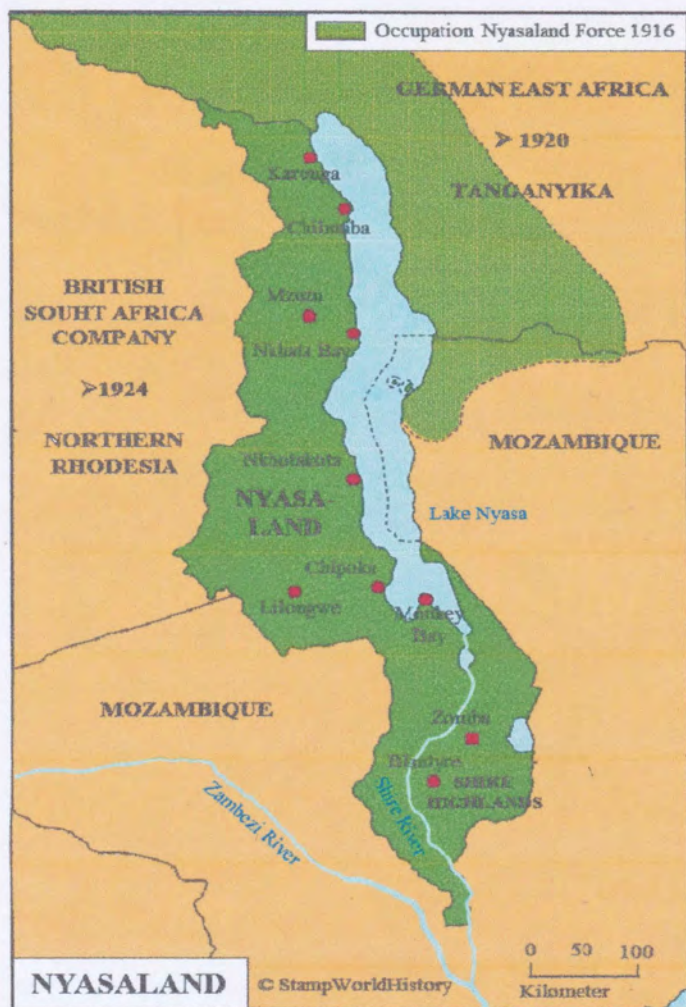 Occupation Nyasaland Force 1916
GERMAN EAST AFRICA
➢ 1920
TANGANYIKA
Karonga
Chilumba
BRITISH
SOUHT AFRICA
COMPANY
➢1924
NORTHERN
RHODESIA
Mzuzu
Nkhata Bay
MOZAMBIQUE
NYASA-
LAND
Lake Nyasa
Chipoka
Lilongwe
Monkey
Bay
MOZAMBIQUE
Zomba
Blantyre
SHIRE
HIGHLANDS
Shire River
Zambezi River
0 50 100
Kilometer
NYASALAND
© StampWorldHistory